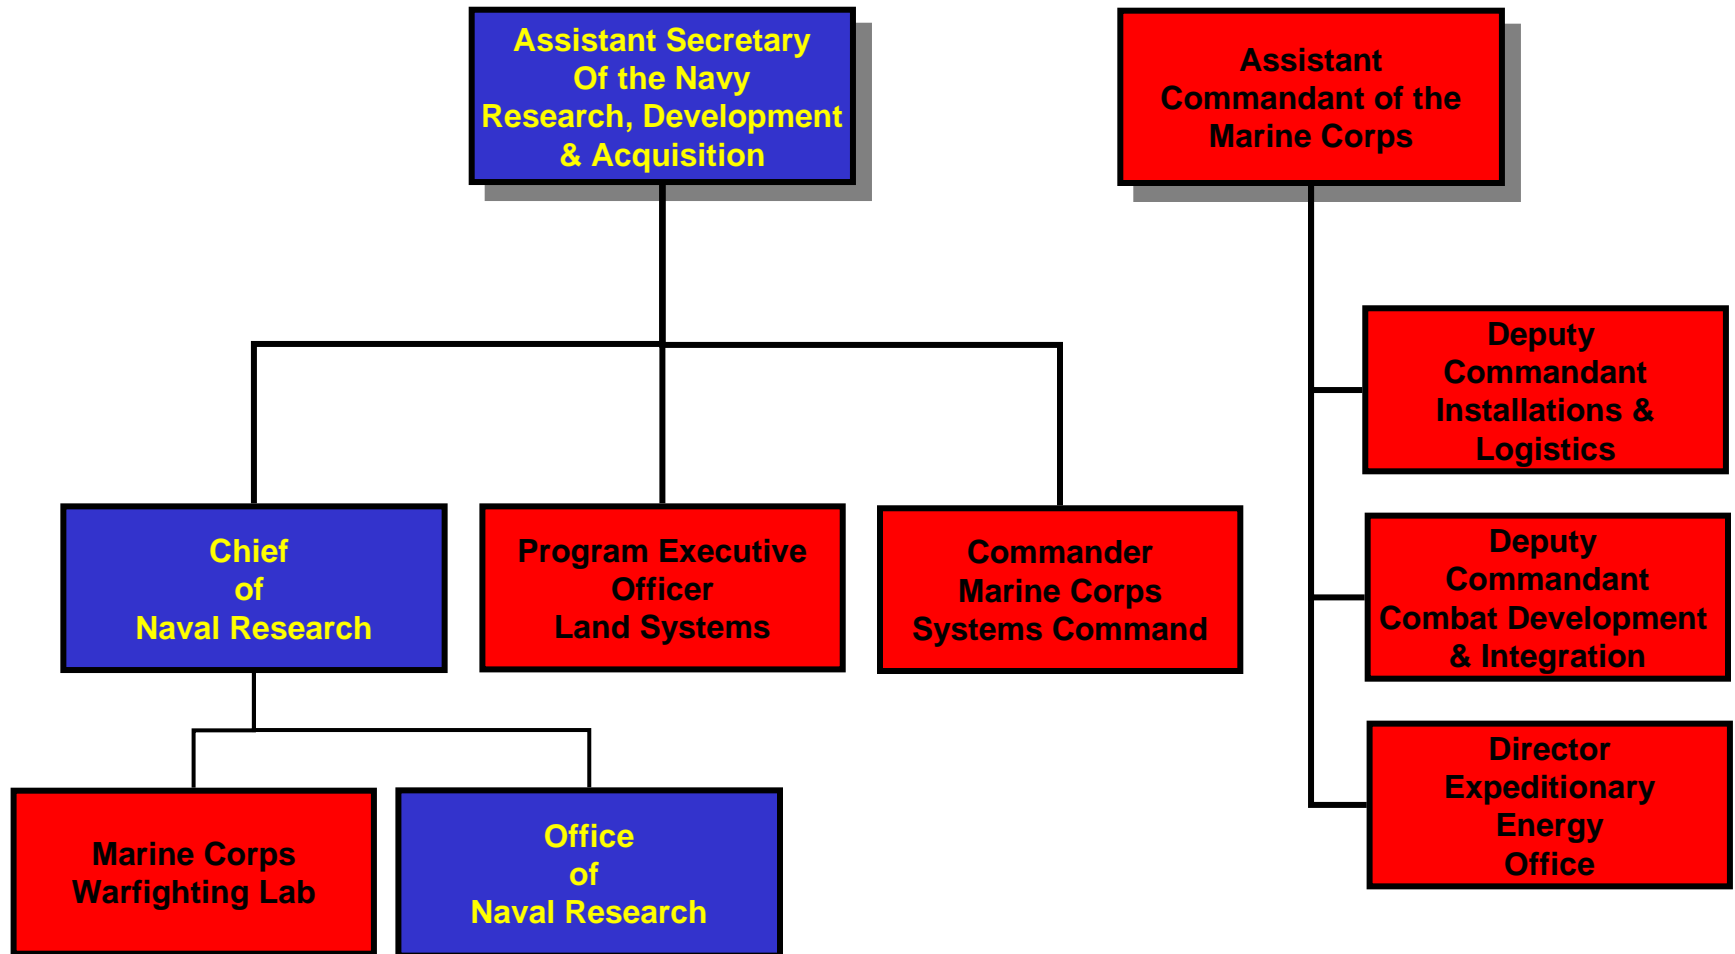 Assistant Secretary
Of the Navy
Research, Development
& Acquisition
Assistant
Commandant of the
Marine Corps
Deputy
Commandant
Installations &
Logistics
Chief
of
Naval Research
Program Executive
Officer
Land Systems
Commander
Marine Corps
Systems Command
Deputy
Commandant
Combat Development
& Integration
Marine Corps
Warfighting Lab
Office
of
Naval Research
Director
Expeditionary
Energy
Office